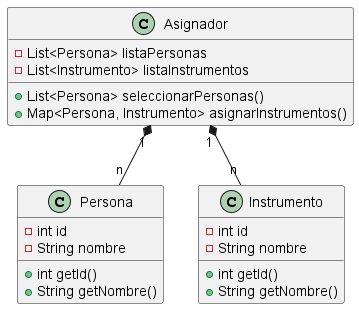 C Asignador
List<Persona> listaPersonas
List<Instrumento> listaInstrumentos
List<Persona> seleccionarPersonas()
Map<Persona, Instrumento> asignarInstrumentos()
1 1
n n
C Persona
int id
String nombre
int getId()
String getNombre()
C Instrumento
int id
String nombre
int getId()
String getNombre()